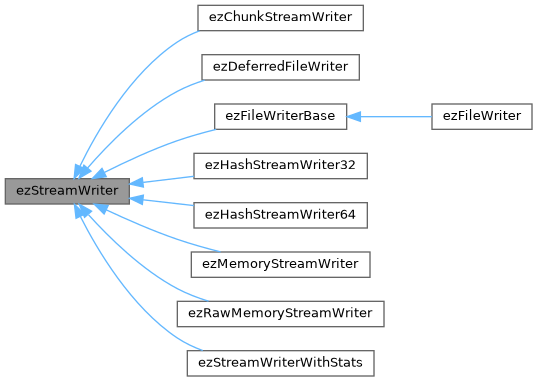 ezChunkStreamWriter
ezDeferredFileWriter
ezFileWriterBase
ezFileWriter
ezHashStreamWriter32
ezStreamWriter
ezHashStreamWriter64
ezMemoryStreamWriter
ezRawMemoryStreamWriter
ezStreamWriterWithStats